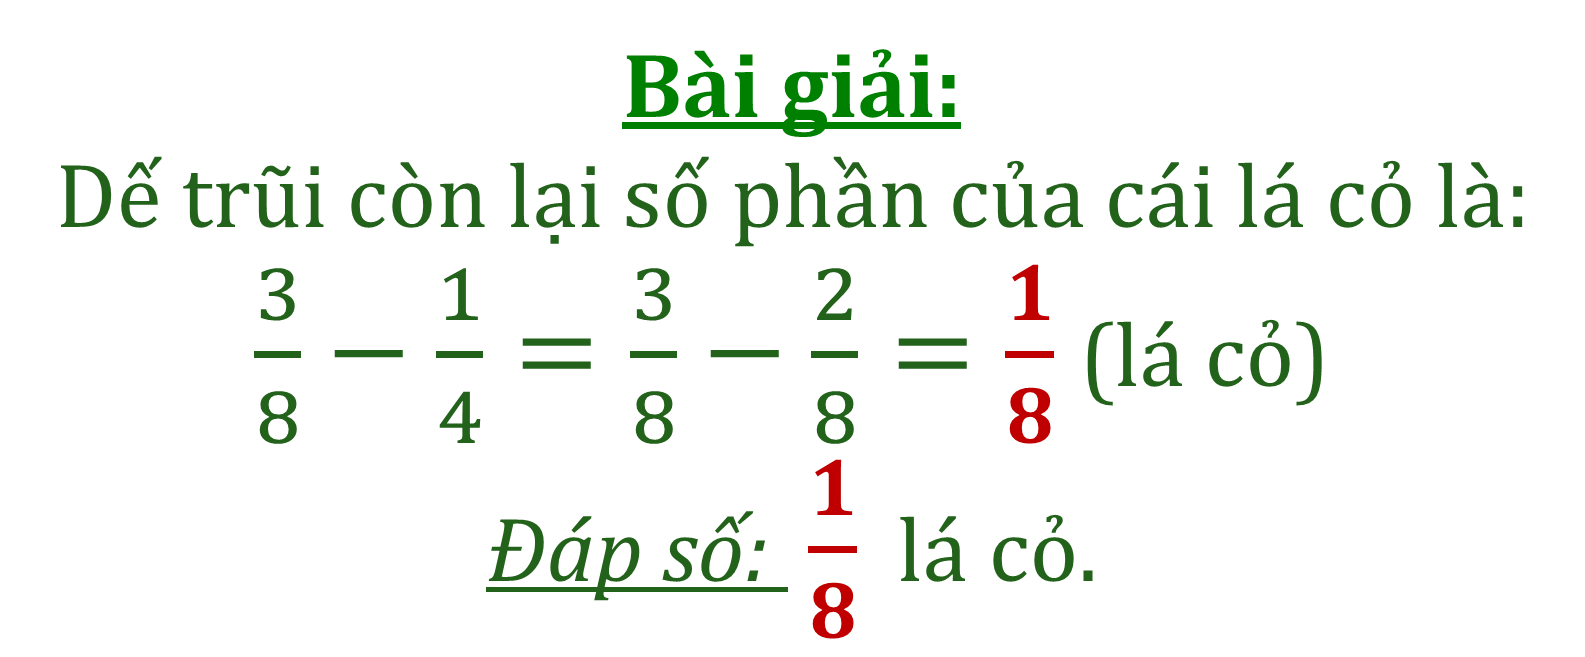 Bài giải:
Dế trũi còn lại số phần của cái lá cỏ là:
3/8 − 1/4 = 3/8 − 2/8 = 1/8 (lá cỏ)
Đáp số: 1/8 lá cỏ.